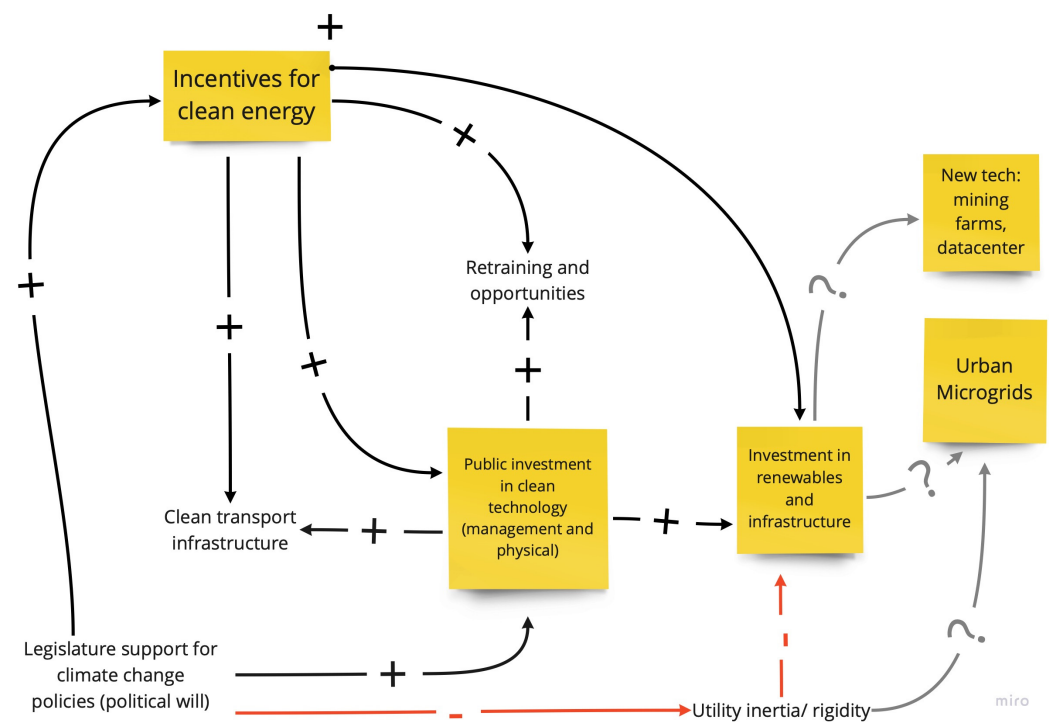 +
Incentives for
clean energy
+
New tech:
mining
farms,
datacenter
Retraining and
opportunities
+
?
+
+
+
Urban
Microgrids
Public investment
in clean
technology
(management and
physical)
Investment in
renewables
and
infrastructure
?
Clean transport
infrastructure
+
+
Legislature support for
climate change
policies (political will)
+
-
?
-
Utility inertia/ rigidity
miro